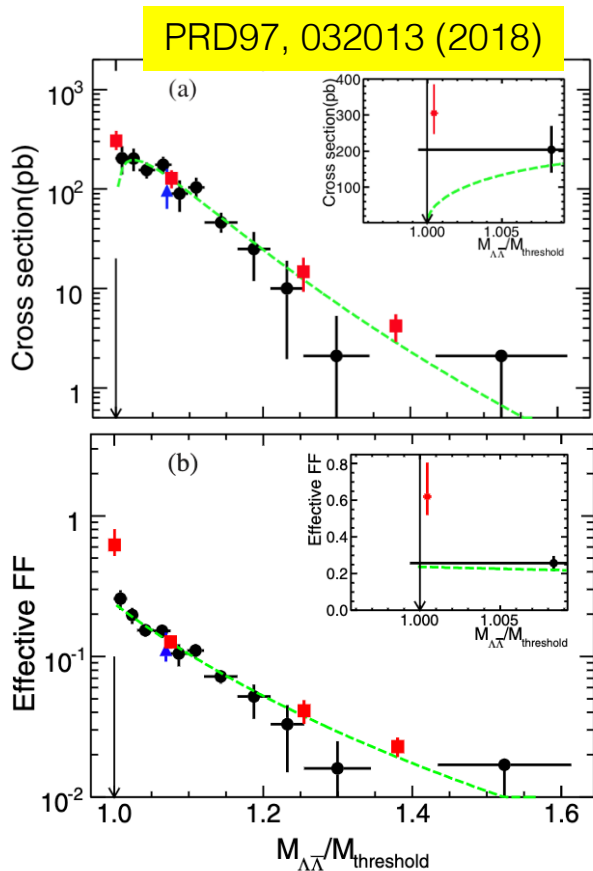 PRD97, 032013 (2018)
(a)
Cross section(pb)
10³
10²
10
1
Cross section(pb)
400
300
200
100
1.000 1.005
M_ΛΛ̅/M_threshold
(b)
Effective FF
1
10⁻¹
10⁻²
Effective FF
0.8
0.6
0.4
0.2
0.0
1.000 1.005
M_ΛΛ̅/M_threshold
1.0 1.2 1.4 1.6
M_ΛΛ̅/M_threshold